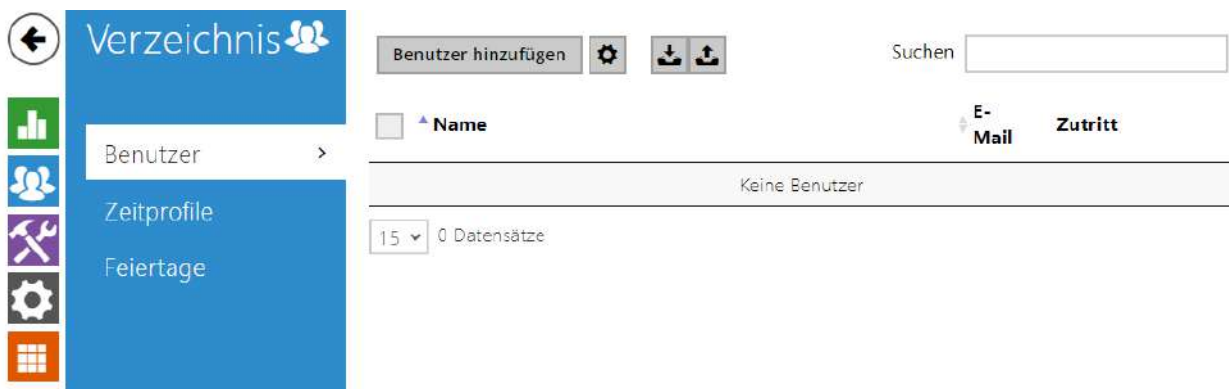 Verzeichnis
Benutzer
Zeitprofile
Feiertage
Benutzer hinzufügen
Suchen
Name
E-
Mail
Zutritt
Keine Benutzer
15
0 Datensätze